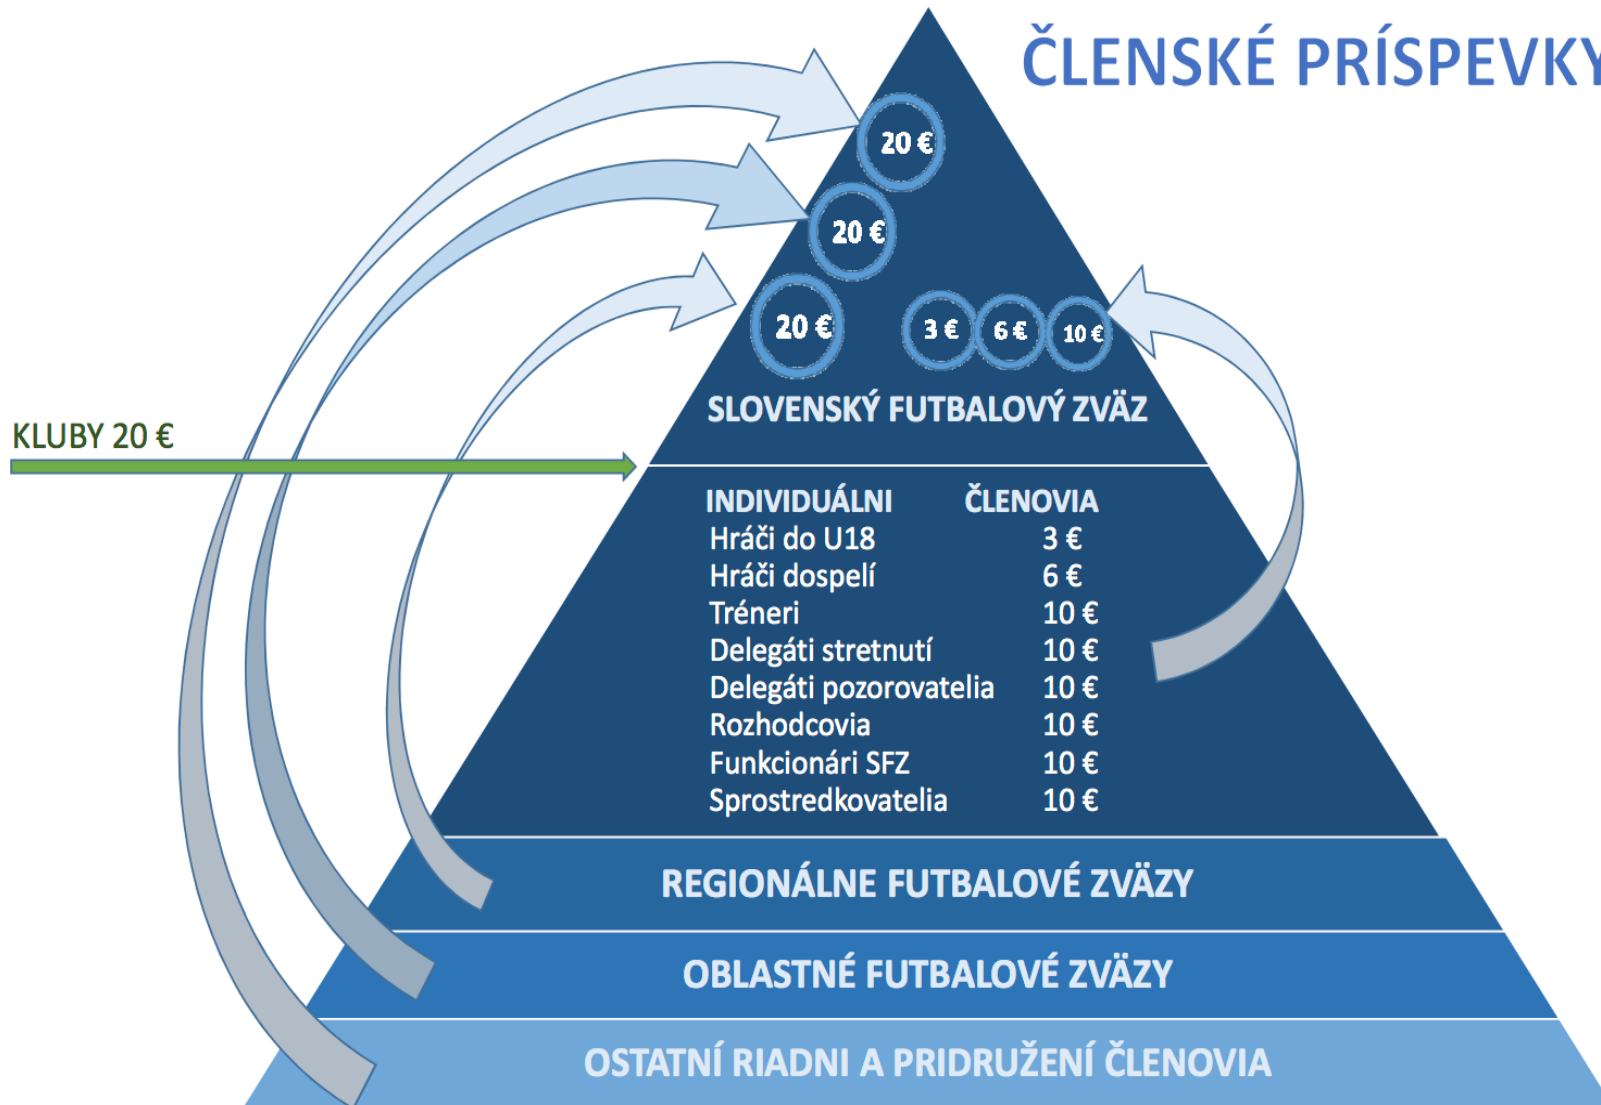 ČLENSKÉ PRÍSPEVKY
20 €
20 €
20 €
3 € 6 € 10 €
SLOVENSKÝ FUTBALOVÝ ZVÄZ
KLUBY 20 €
INDIVIDUÁLNI ČLENOVIA
Hráči do U18 3 €
Hráči dospelí 6 €
Tréneri 10 €
Delegáti stretnutí 10 €
Delegáti pozorovatelia 10 €
Rozhodcovia 10 €
Funkcionári SFZ 10 €
Sprostredkovatelia 10 €
REGIONÁLNE FUTBALOVÉ ZVÄZY
OBLASTNÉ FUTBALOVÉ ZVÄZY
OSTATNÍ RIADNI A PRIDRUŽENÍ ČLENOVIA